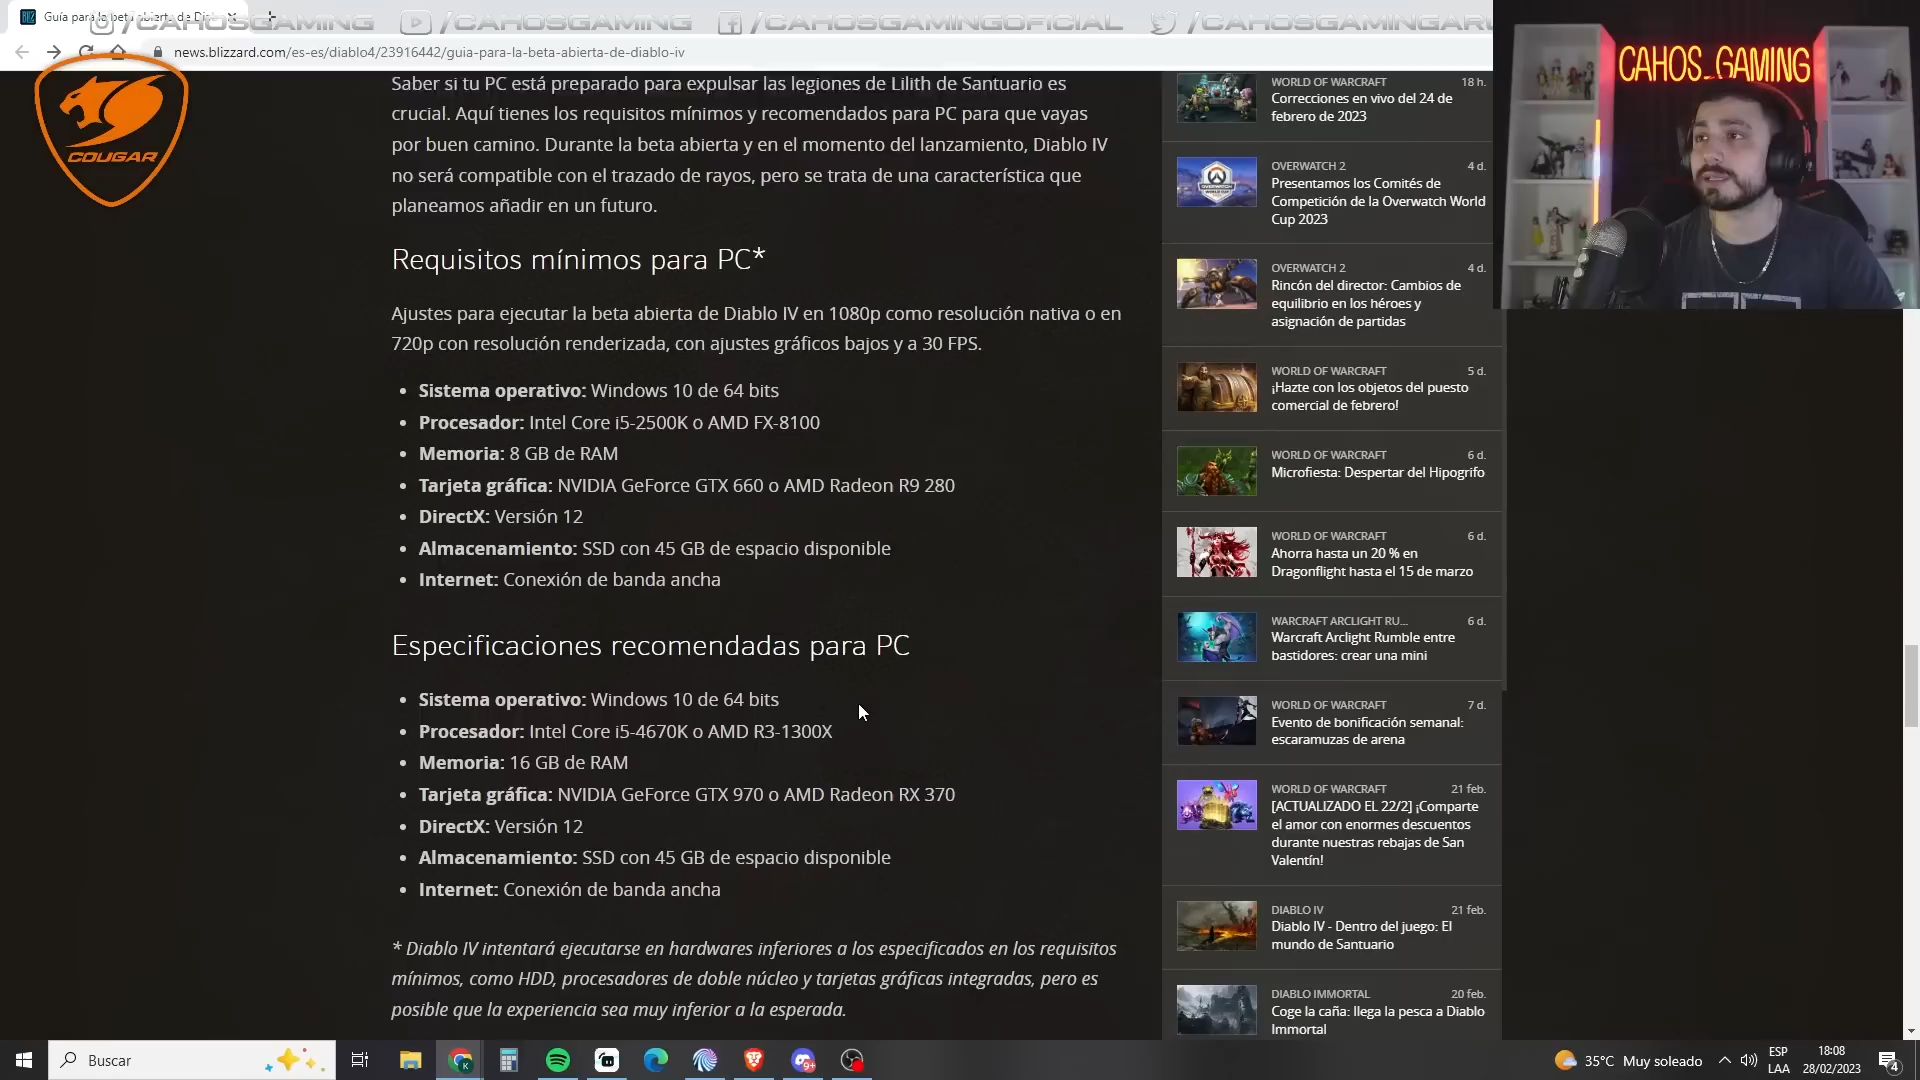 Guía para la beta abierta de Diab
/CAHOSGAMING
/CAHOSGAMING
/CAHOSGAMINGOFICIAL
/CAHOSGAMINGAR
news.blizzard.com/es-es/diablo4/23916442/guia-para-la-beta-abierta-de-diablo-iv
COUGAR
CAHOS_GAMING
Saber si tu PC está preparado para expulsar las legiones de Lilith de Santuario es
crucial. Aquí tienes los requisitos mínimos y recomendados para PC para que vayas
por buen camino. Durante la beta abierta y en el momento del lanzamiento, Diablo IV
no será compatible con el trazado de rayos, pero se trata de una característica que
planeamos añadir en un futuro.
Requisitos mínimos para PC*
Ajustes para ejecutar la beta abierta de Diablo IV en 1080p como resolución nativa o en
720p con resolución renderizada, con ajustes gráficos bajos y a 30 FPS.
• Sistema operativo: Windows 10 de 64 bits
• Procesador: Intel Core i5-2500K o AMD FX-8100
• Memoria: 8 GB de RAM
• Tarjeta gráfica: NVIDIA GeForce GTX 660 o AMD Radeon R9 280
• DirectX: Versión 12
• Almacenamiento: SSD con 45 GB de espacio disponible
• Internet: Conexión de banda ancha
Especificaciones recomendadas para PC
• Sistema operativo: Windows 10 de 64 bits
• Procesador: Intel Core i5-4670K o AMD R3-1300X
• Memoria: 16 GB de RAM
• Tarjeta gráfica: NVIDIA GeForce GTX 970 o AMD Radeon RX 370
• DirectX: Versión 12
• Almacenamiento: SSD con 45 GB de espacio disponible
• Internet: Conexión de banda ancha
* Diablo IV intentará ejecutarse en hardwares inferiores a los especificados en los requisitos
mínimos, como HDD, procesadores de doble núcleo y tarjetas gráficas integradas, pero es
posible que la experiencia sea muy inferior a la esperada.
WORLD OF WARCRAFT 18 h.
Correcciones en vivo del 24 de
febrero de 2023
OVERWATCH 2 4 d.
Presentamos los Comités de
Competición de la Overwatch World
Cup 2023
OVERWATCH 2 4 d.
Rincón del director: Cambios de
equilibrio en los héroes y
asignación de partidas
WORLD OF WARCRAFT 5 d.
¡Hazte con los objetos del puesto
comercial de febrero!
WORLD OF WARCRAFT 6 d.
Microfiesta: Despertar del Hipogrifo
WORLD OF WARCRAFT 6 d.
Ahorra hasta un 20 % en
Dragonflight hasta el 15 de marzo
WARCRAFT ARCLIGHT RU... 6 d.
Warcraft Arclight Rumble entre
bastidores: crear una mini
WORLD OF WARCRAFT 7 d.
Evento de bonificación semanal:
escaramuzas de arena
WORLD OF WARCRAFT 21 feb.
[ACTUALIZADO EL 22/2] ¡Comparte
el amor con enormes descuentos
durante nuestras rebajas de San
Valentín!
DIABLO IV 21 feb.
Diablo IV - Dentro del juego: El
mundo de Santuario
DIABLO IMMORTAL 20 feb.
Coge la caña: llega la pesca a Diablo
Immortal
Buscar
35°C Muy soleado
ESP
LAA
18:08
28/02/2023
4